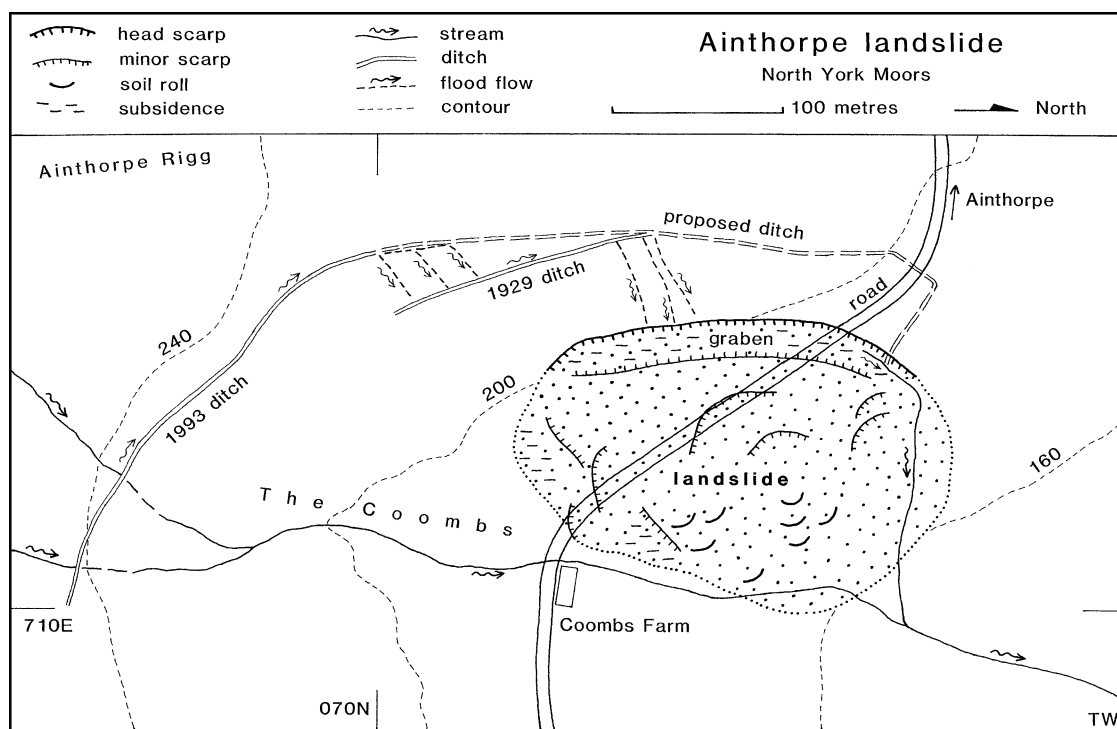 head scarp
minor scarp
soil roll
subsidence
stream
ditch
flood flow
contour
Ainthorpe landslide
North York Moors
100 metres
North
Ainthorpe Rigg
Ainthorpe
proposed ditch
1929 ditch
road
240
graben
1993 ditch
200
160
The Coombs
landslide
710E
Coombs Farm
070N
TW